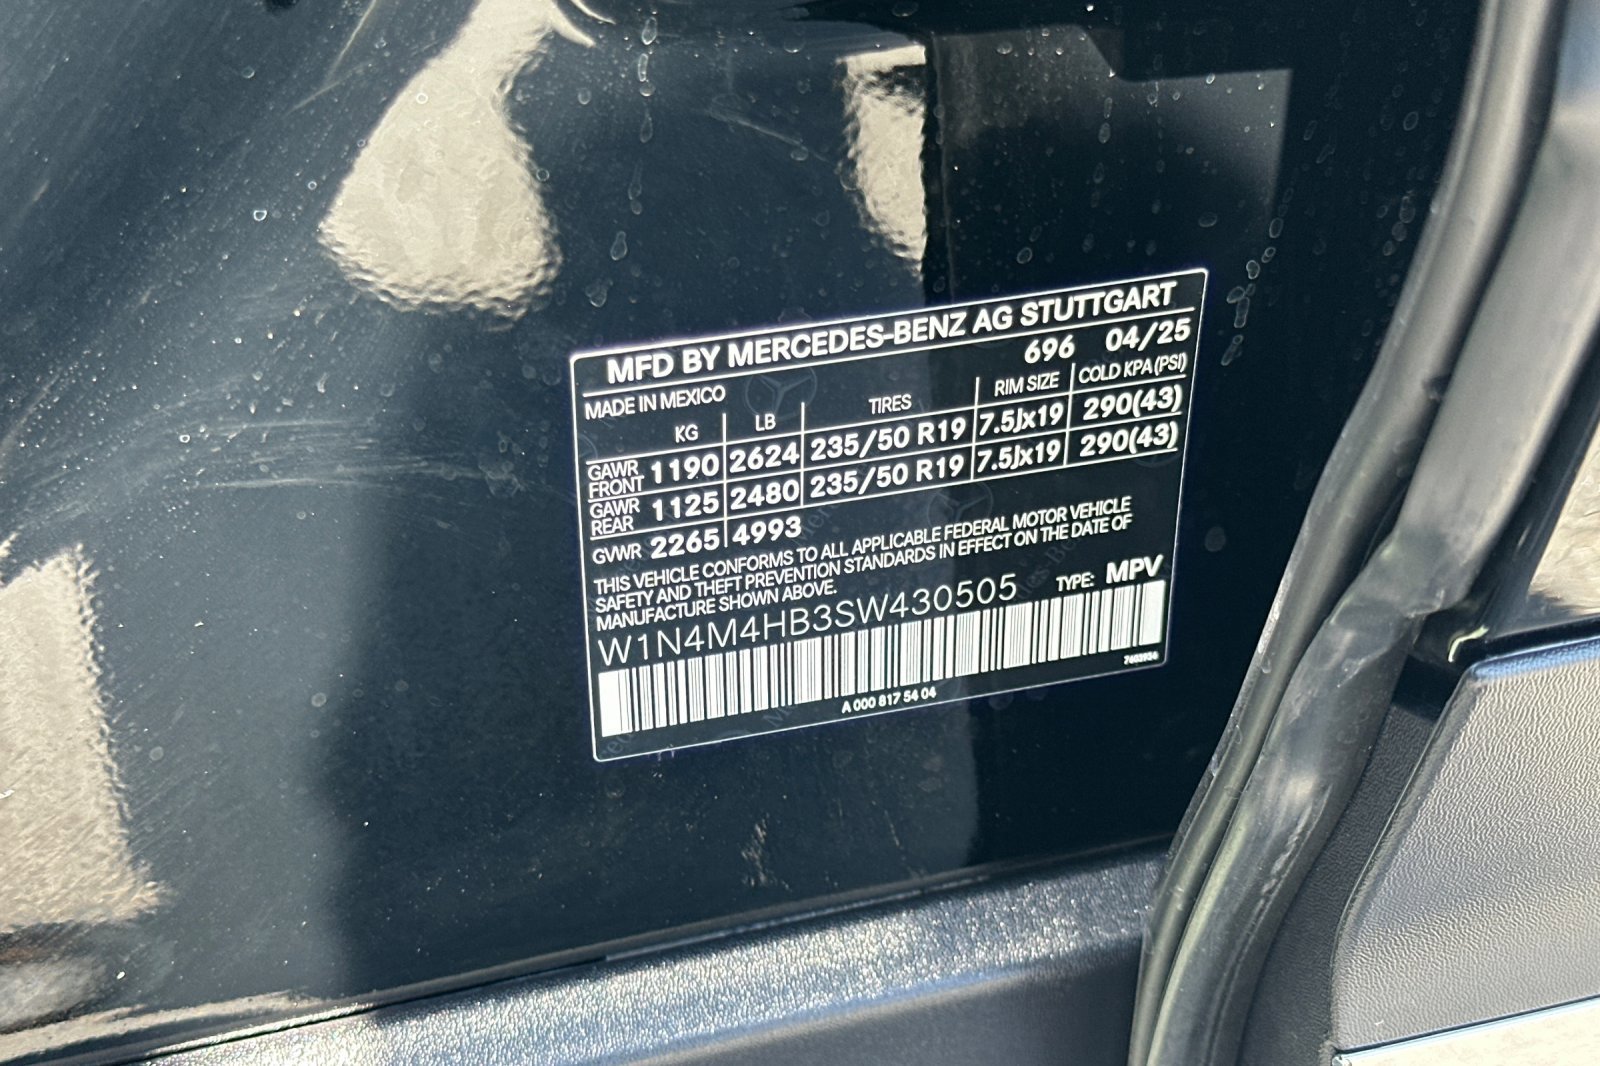 MFD BY MERCEDES-BENZ AG STUTTGART
696 04/25
MADE IN MEXICO
KG LB TIRES RIM SIZE COLD KPA (PSI)
GAWR FRONT 1190 2624 235/50 R19 7.5Jx19 290(43)
GAWR REAR 1125 2480 235/50 R19 7.5Jx19 290(43)
GVWR 2265 4993
THIS VEHICLE CONFORMS TO ALL APPLICABLE FEDERAL MOTOR VEHICLE
SAFETY AND THEFT PREVENTION STANDARDS IN EFFECT ON THE DATE OF
MANUFACTURE SHOWN ABOVE.
W1N4M4HB3SW430505 TYPE: MPV
A 000 817 54 04
7603934